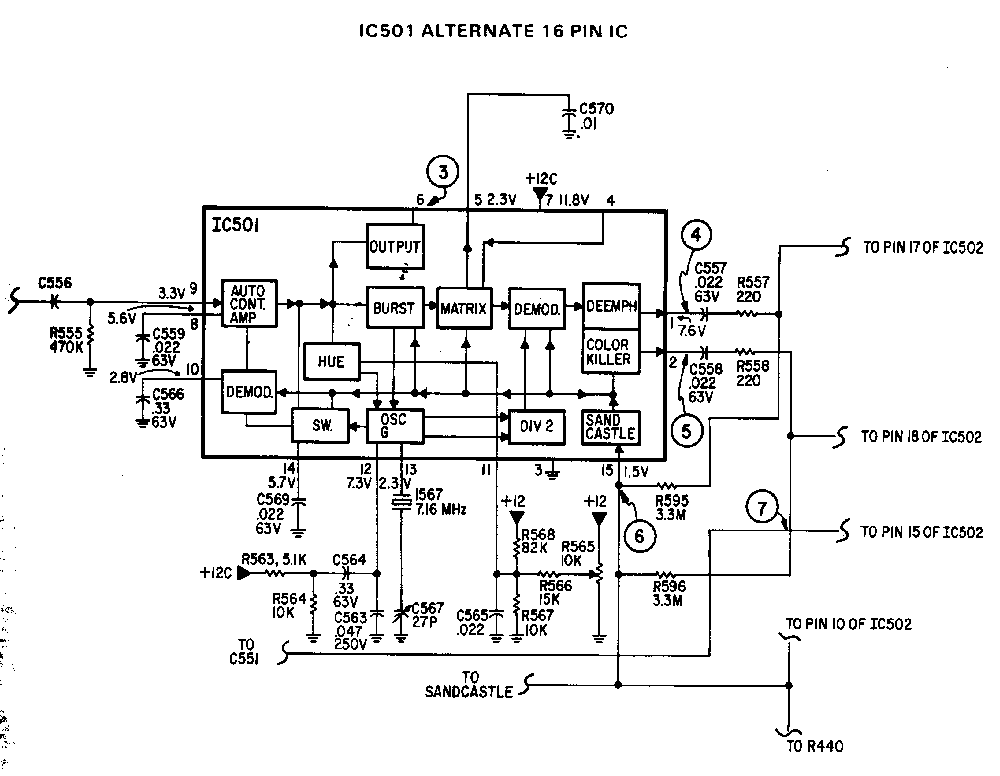 IC501 ALTERNATE 16 PIN IC
C570
.01
3
+12C
6
5 2.3V
7 11.8V
4
IC501
OUTPUT
4
TO PIN 17 OF IC502
C556
3.3V
9
AUTO
CONT.
AMP
BURST
MATRIX
DEMOD.
DEEMPH
C557
.022
63V
R557
220
5.6V
8
1
7.6V
R555
470K
C559
.022
63V
HUE
COLOR
KILLER
2
C558
.022
63V
R558
220
2.8V
10
C566
.33
63V
DEMOD.
SW.
OSC
G
DIV 2
SAND
CASTLE
5
TO PIN 18 OF IC502
14
5.7V
12
7.3V
13
2.3V
11
3
15
1.5V
C569
.022
63V
1567
7.16 MHz
+12
+12
R595
3.3M
6
7
TO PIN 15 OF IC502
R568
82K
R565
10K
+12C
R563, 5.1K
C564
.33
63V
R564
10K
R566
15K
R596
3.3M
C563
.047
250V
C567
27P
C565
.022
R567
10K
TO
C551
TO PIN 10 OF IC502
TO
SANDCASTLE
TO R440